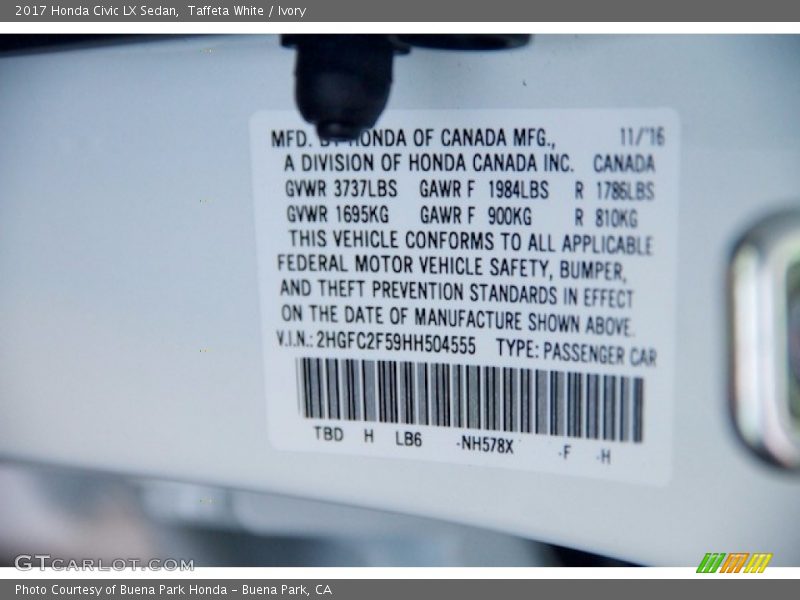 2017 Honda Civic LX Sedan, Taffeta White / Ivory
MFD. BY HONDA OF CANADA MFG., 11/'16
A DIVISION OF HONDA CANADA INC. CANADA
GVWR 3737LBS GAWR F 1984LBS R 1786LBS
GVWR 1695KG GAWR F 900KG R 810KG
THIS VEHICLE CONFORMS TO ALL APPLICABLE
FEDERAL MOTOR VEHICLE SAFETY, BUMPER,
AND THEFT PREVENTION STANDARDS IN EFFECT
ON THE DATE OF MANUFACTURE SHOWN ABOVE.
V.I.N.: 2HGFC2F59HH504555 TYPE: PASSENGER CAR
TBD H LB6 -NH578X -F -H
GTCARLOT.COM
Photo Courtesy of Buena Park Honda - Buena Park, CA